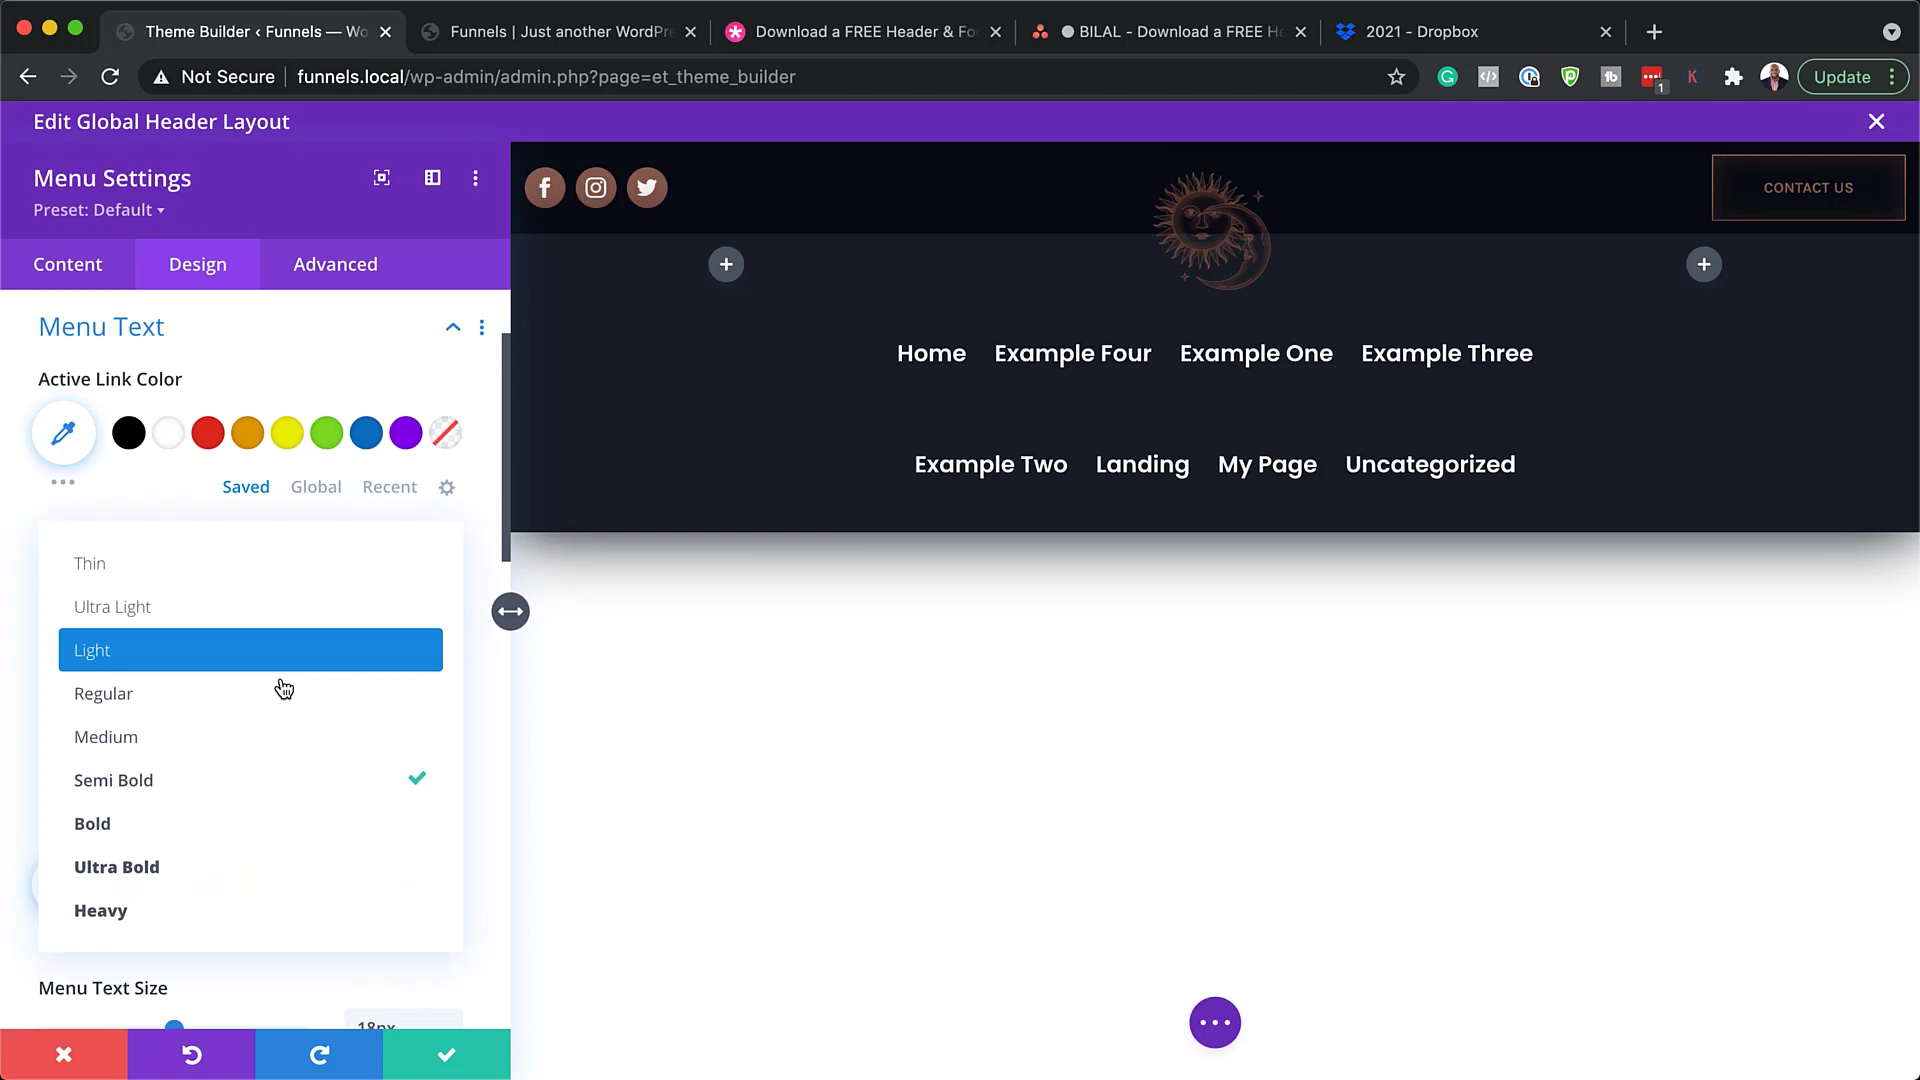 Theme Builder ‹ Funnels — Wo
Funnels | Just another WordPre
Download a FREE Header & Fo
BILAL - Download a FREE He
2021 - Dropbox
Not Secure
funnels.local/wp-admin/admin.php?page=et_theme_builder
1
Update
Edit Global Header Layout
Menu Settings
Preset: Default
Content
Design
Advanced
CONTACT US
Menu Text
Active Link Color
Saved
Global
Recent
Home
Example Four
Example One
Example Three
Example Two
Landing
My Page
Uncategorized
Thin
Ultra Light
Light
Regular
Medium
Semi Bold
Bold
Ultra Bold
Heavy
Menu Text Size
18px